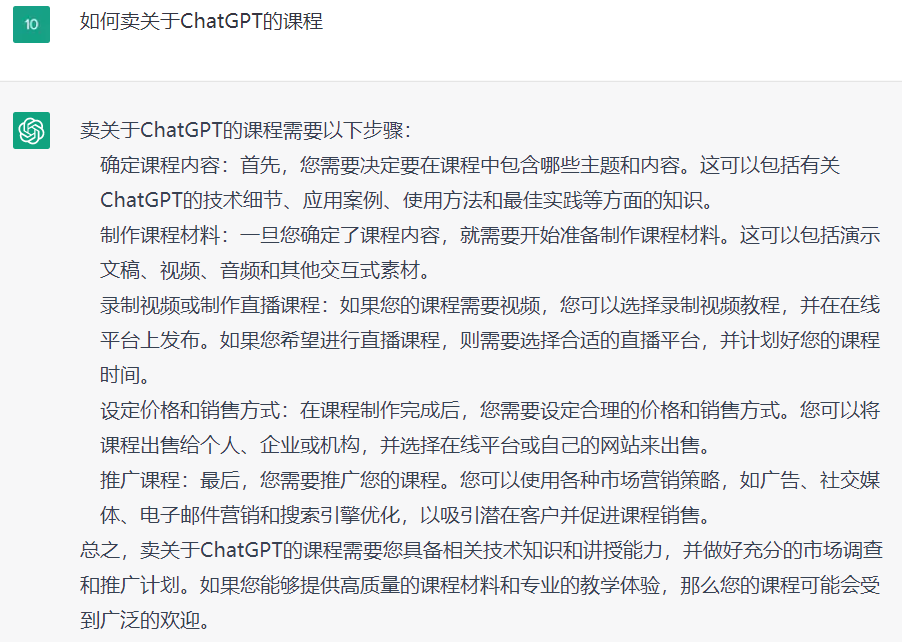 10
如何卖关于ChatGPT的课程
卖关于ChatGPT的课程需要以下步骤：
确定课程内容：首先，您需要决定要在课程中包含哪些主题和内容。这可以包括有关
ChatGPT的技术细节、应用案例、使用方法和最佳实践等方面的知识。
制作课程材料：一旦您确定了课程内容，就需要开始准备制作课程材料。这可以包括演示
文稿、视频、音频和其他交互式素材。
录制视频或制作直播课程：如果您的课程需要视频，您可以选择录制视频教程，并在在线
平台上发布。如果您希望进行直播课程，则需要选择合适的直播平台，并计划好您的课程
时间。
设定价格和销售方式：在课程制作完成后，您需要设定合理的价格和销售方式。您可以将
课程出售给个人、企业或机构，并选择在线平台或自己的网站来出售。
推广课程：最后，您需要推广您的课程。您可以使用各种市场营销策略，如广告、社交媒
体、电子邮件营销和搜索引擎优化，以吸引潜在客户并促进课程销售。
总之，卖关于ChatGPT的课程需要您具备相关技术知识和讲授能力，并做好充分的市场调查
和推广计划。如果您能够提供高质量的课程材料和专业的教学体验，那么您的课程可能会受
到广泛的欢迎。